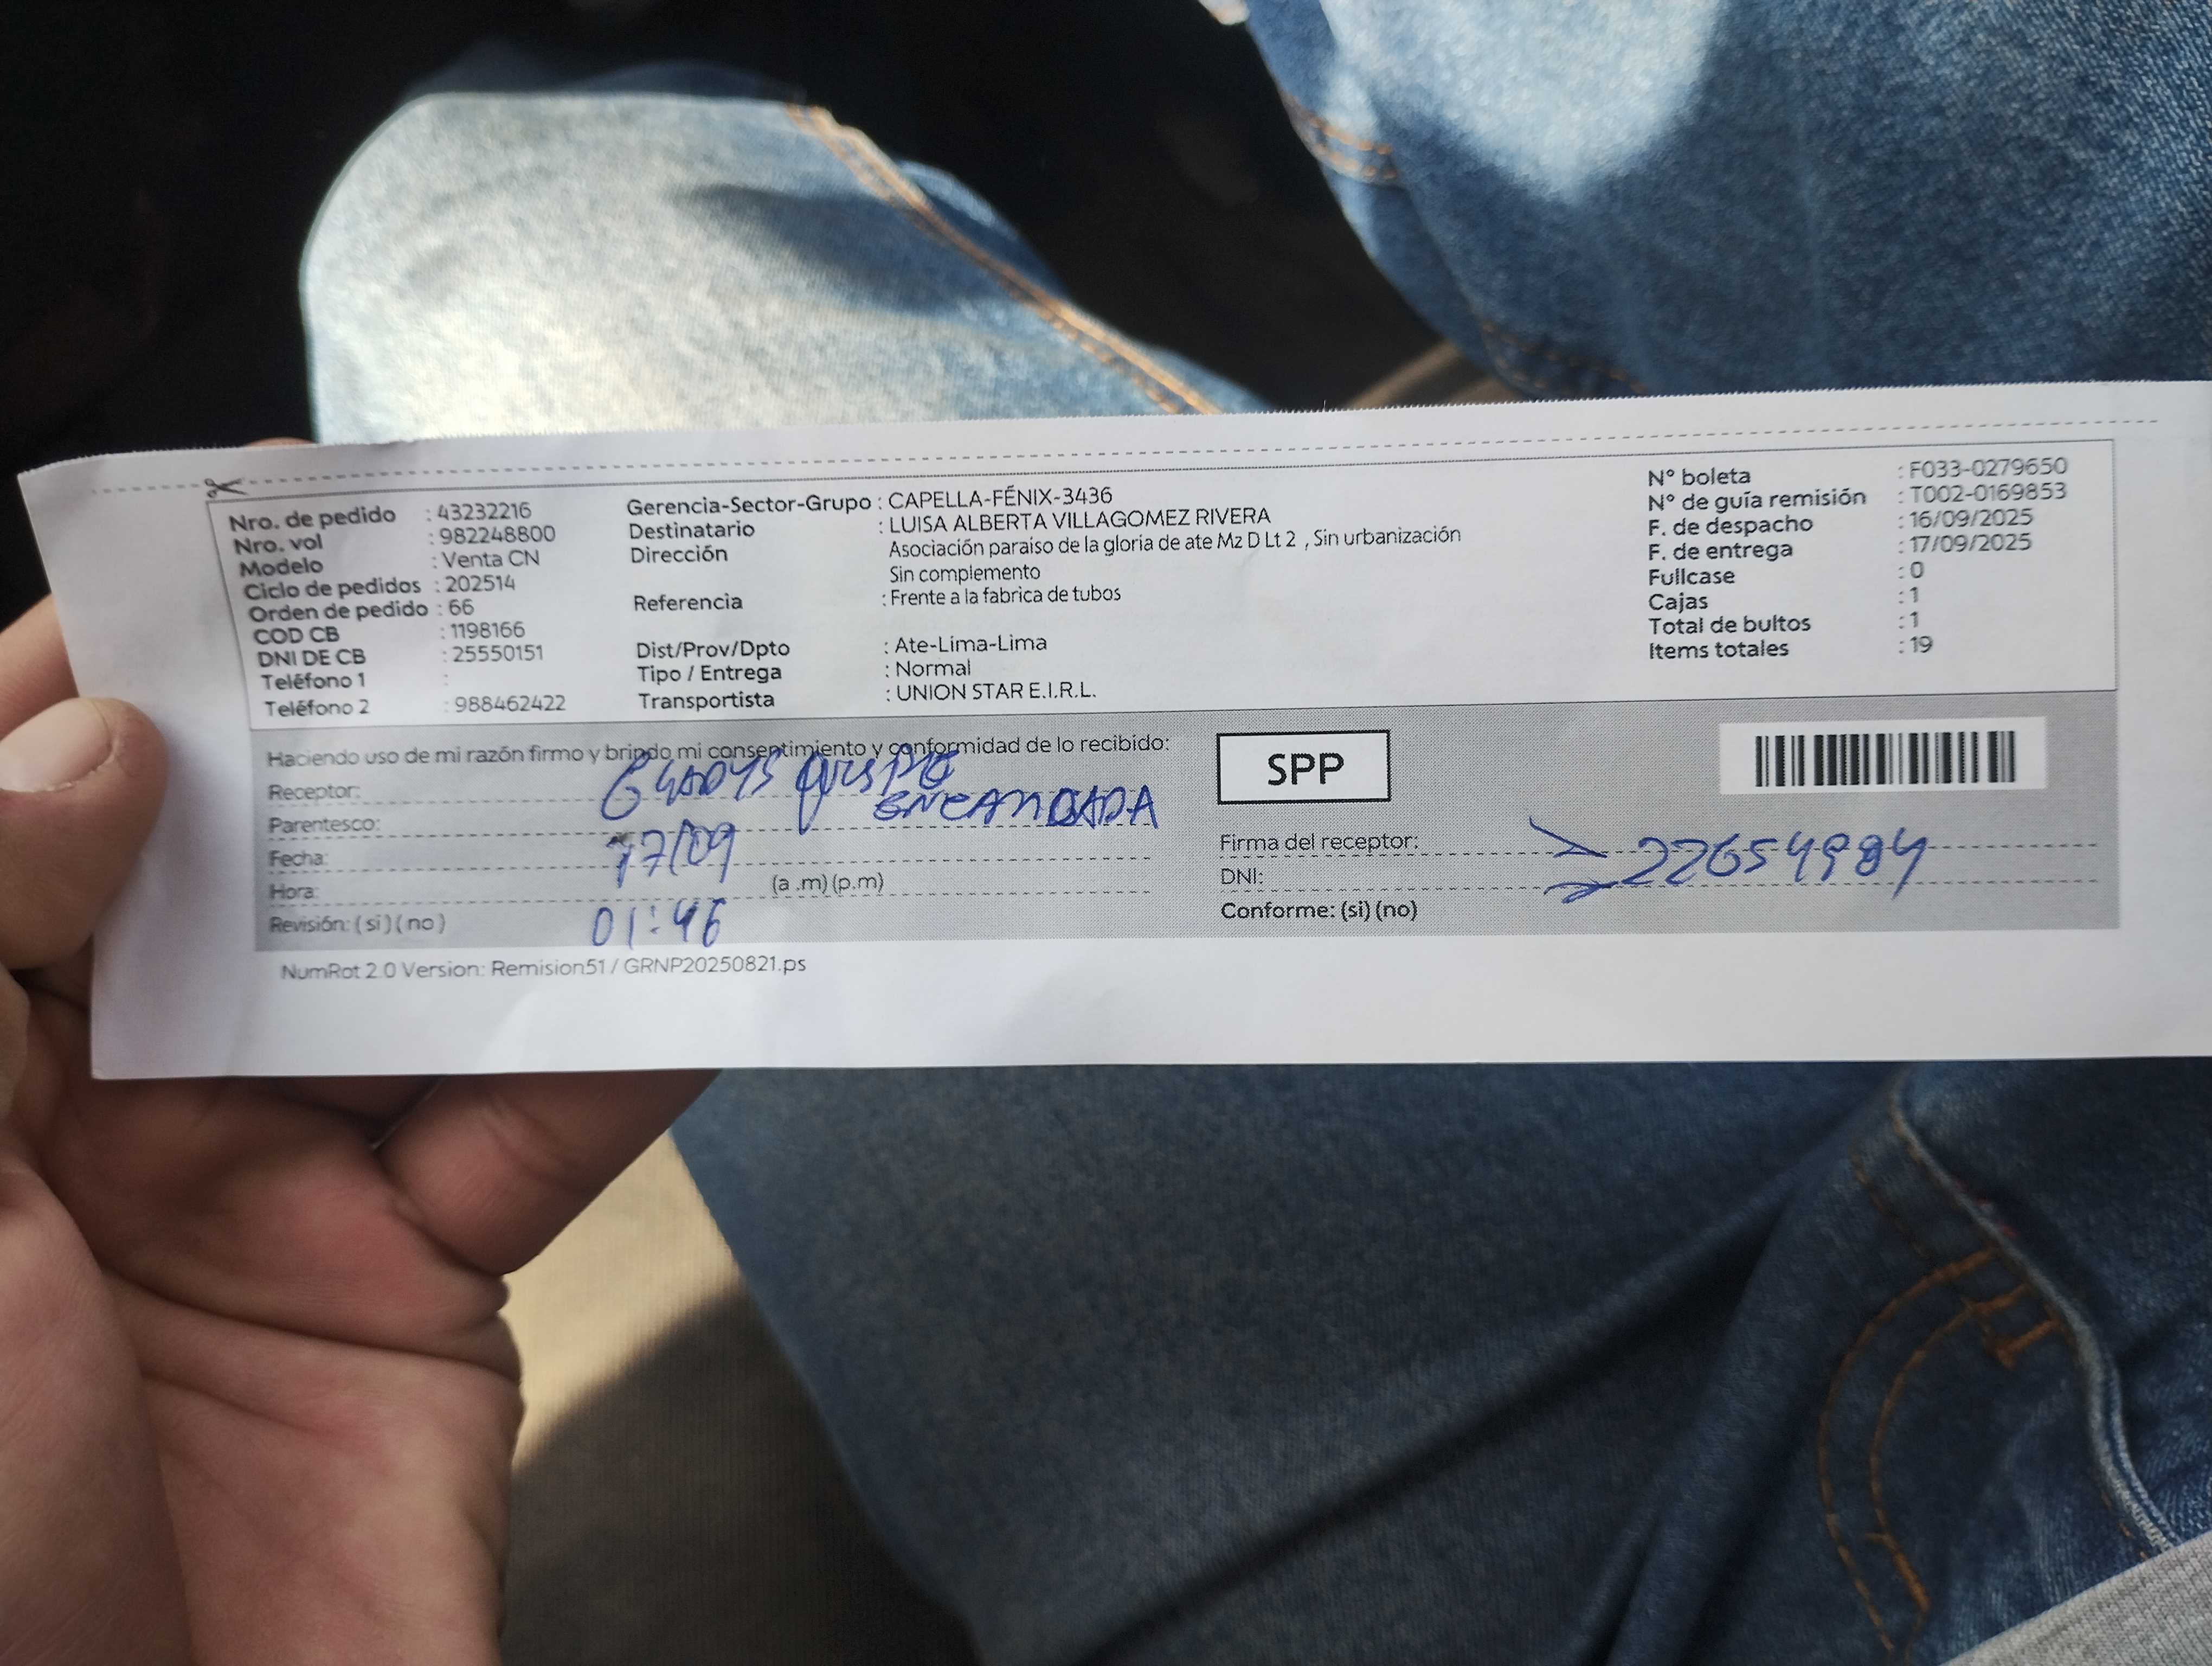 Nro. de pedido : 43232216
Nro. vol : 982248800
Modelo : Venta CN
Ciclo de pedidos : 202514
Orden de pedido : 66
COD CB : 1198166
DNI DE CB : 25550151
Teléfono 1 :
Teléfono 2 : 988462422
Gerencia-Sector-Grupo : CAPELLA-FÉNIX-3436
Destinatario : LUISA ALBERTA VILLAGOMEZ RIVERA
Dirección Asociación paraiso de la gloria de ate Mz D Lt 2 , Sin urbanización
Sin complemento
Referencia : Frente a la fabrica de tubos
Dist/Prov/Dpto : Ate-Lima-Lima
Tipo / Entrega : Normal
Transportista : UNION STAR E.I.R.L.
N° boleta : F033-0279650
N° de guía remisión : T002-0169853
F. de despacho : 16/09/2025
F. de entrega : 17/09/2025
Fullcase : 0
Cajas : 1
Total de bultos : 1
Items totales : 19
Haciendo uso de mi razón firmo y brindo mi consentimiento y conformidad de lo recibido:
Receptor: GLADYS QUISPE
Parentesco: ENCARGADA
Fecha: 17/09
Hora: (a .m) (p.m)
01:46
Revisión: ( si ) ( no )
SPP
Firma del receptor:
DNI: 22654984
Conforme: (si) (no)
NumRot 2.0 Version: Remision51 / GRNP20250821.ps